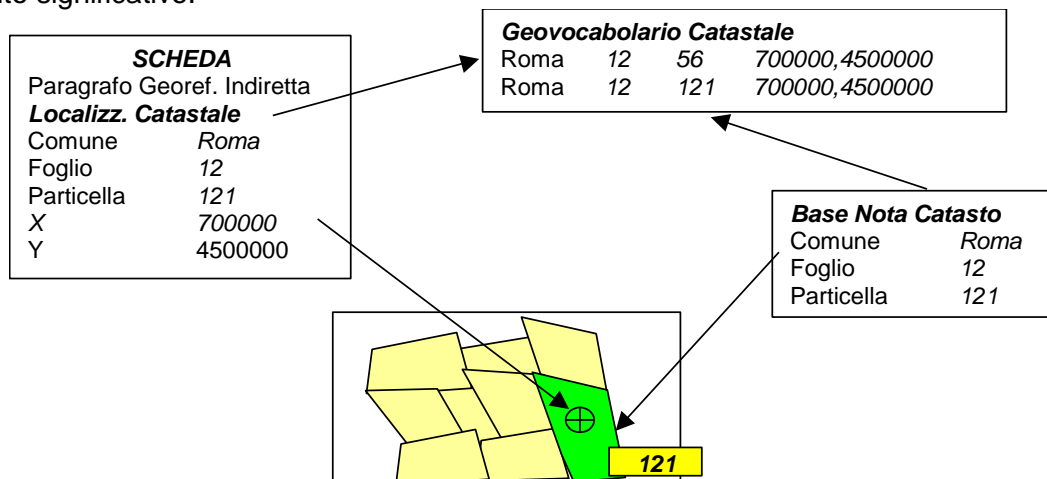 significativo.
SCHEDA
Paragrafo Georef. Indiretta
Localizz. Catastale
Comune Roma
Foglio 12
Particella 121
X 700000
Y 4500000
Geovocabolario Catastale
Roma 12 56 700000,4500000
Roma 12 121 700000,4500000
Base Nota Catasto
Comune Roma
Foglio 12
Particella 121
121